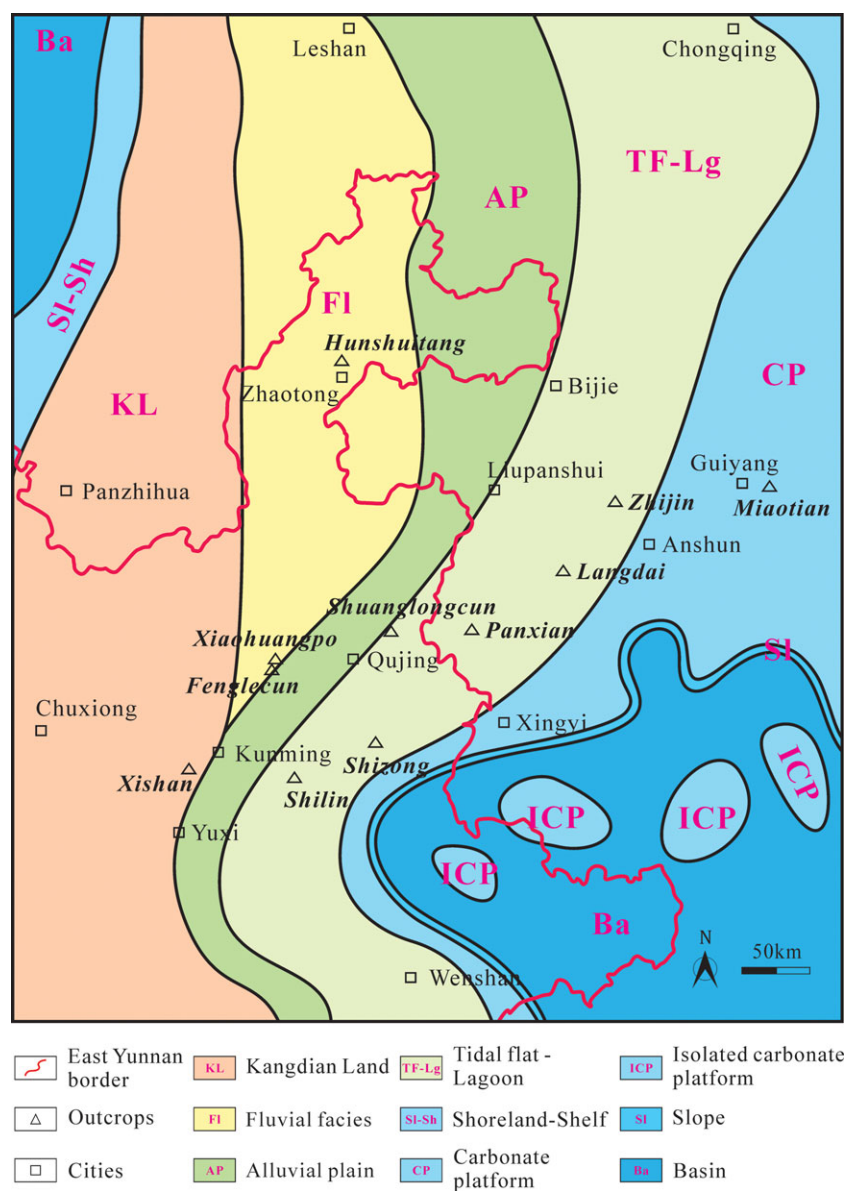 Ba
Leshan
Chongqing
TF-Lg
AP
Sl-Sh
Fl
Hunshuitang
Zhaotong
Bijie
CP
KL
Panzhihua
Liupanshui
Guiyang
Zhijin
Miaotian
Anshun
Langdai
Shuanglongcun
Xiaohuangpo
Panxian
Qujing
Sl
Fenglecun
Chuxiong
Xingyi
Kunming
Shizong
ICP
Xishan
Shilin
ICP
ICP
Yuxi
ICP
Ba
N
50km
Wenshan
East Yunnan
border
KL Kangdian Land
TF-Lg Tidal flat -
Lagoon
ICP Isolated carbonate
platform
Outcrops
Fl Fluvial facies
Sl-Sh Shoreland-Shelf
Sl Slope
Cities
AP Alluvial plain
CP Carbonate
platform
Ba Basin